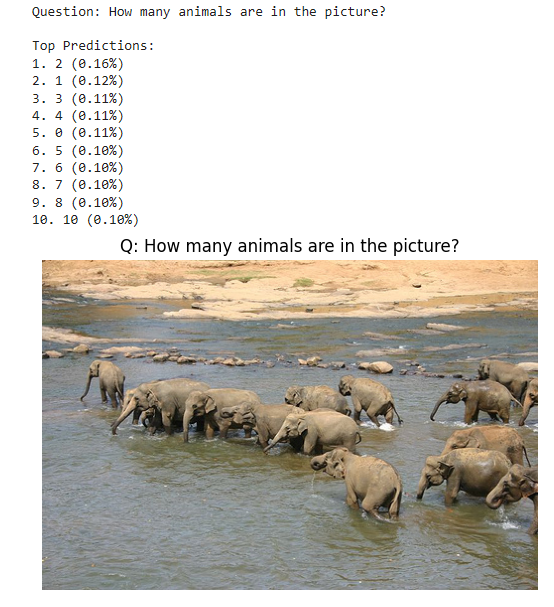 Question: How many animals are in the picture?
Top Predictions:
1. 2 (0.16%)
2. 1 (0.12%)
3. 3 (0.11%)
4. 4 (0.11%)
5. 0 (0.11%)
6. 5 (0.10%)
7. 6 (0.10%)
8. 7 (0.10%)
9. 8 (0.10%)
10. 10 (0.10%)
Q: How many animals are in the picture?